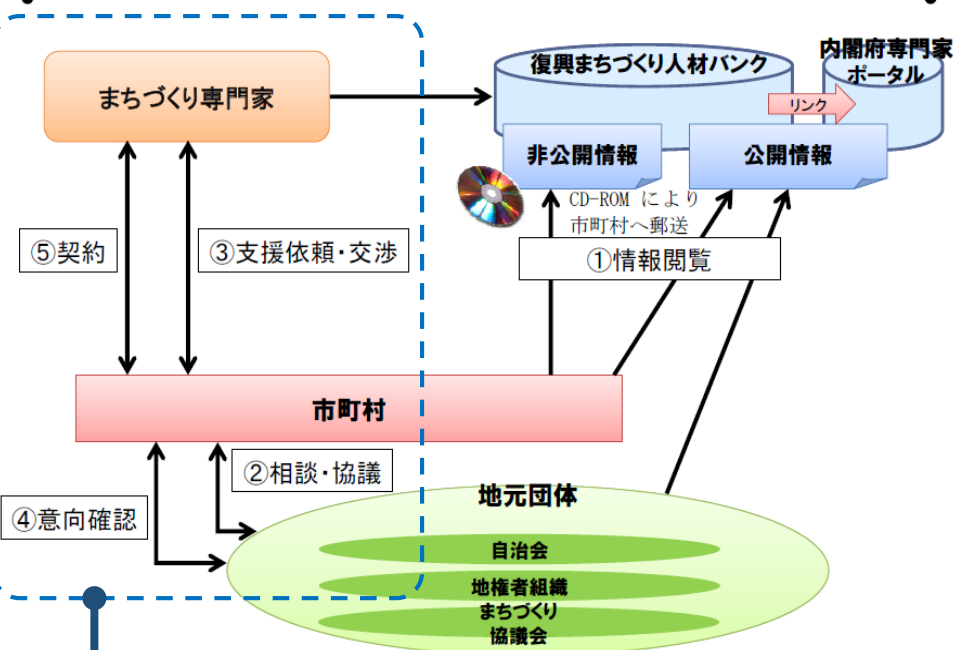 まちづくり専門家
復興まちづくり人材バンク
内閣府専門家
ポータル
リンク
非公開情報
公開情報
CD-ROM により
市町村へ郵送
①情報閲覧
⑤契約
③支援依頼・交渉
市町村
②相談・協議
④意向確認
地元団体
自治会
地権者組織
まちづくり
協議会